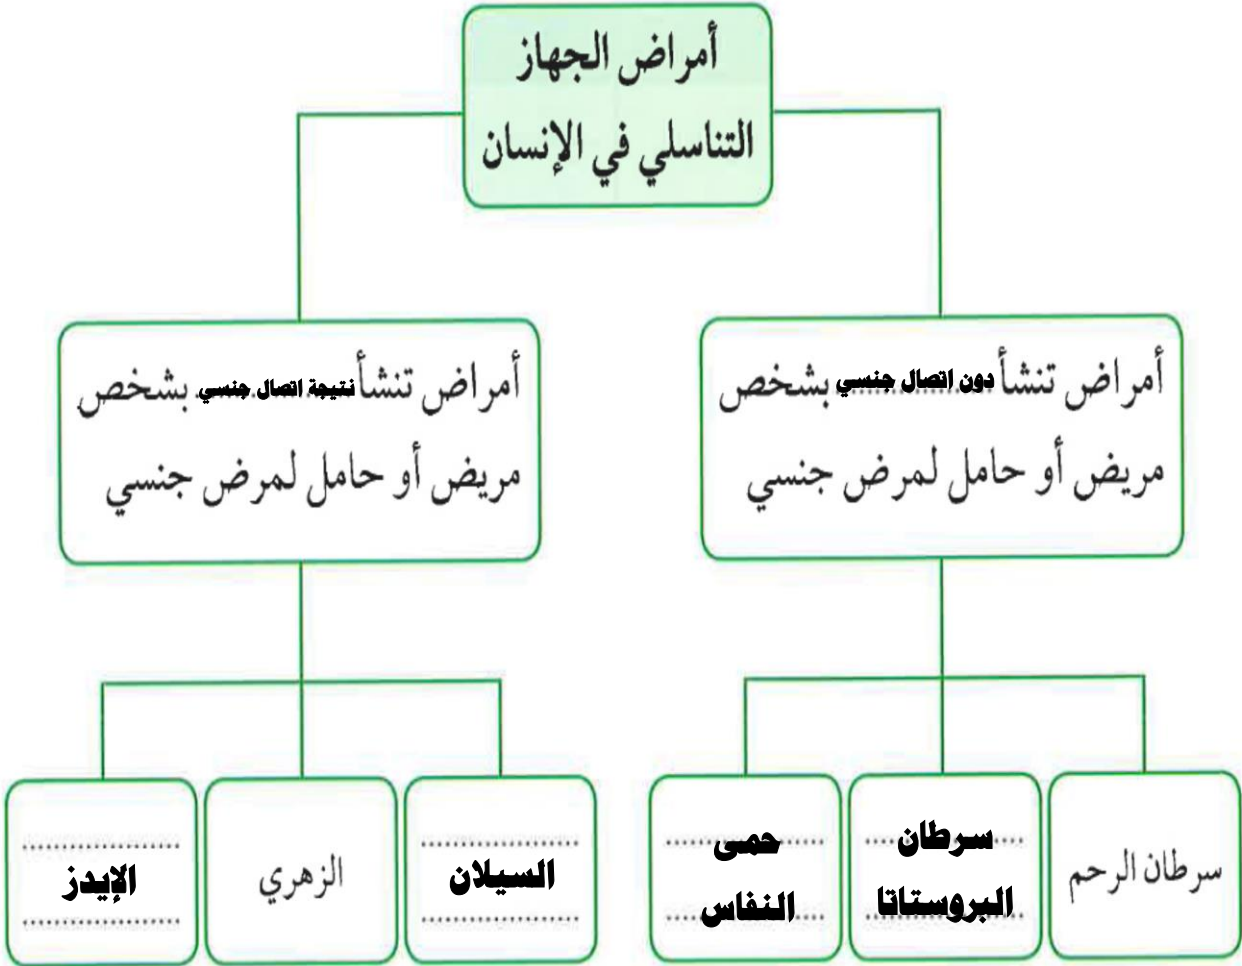 أمراض الجهاز
التناسلي في الإنسان
أمراض تنشأ دون اتصال جنسي بشخص
مريض أو حامل لمرض جنسي
أمراض تنشأ نتيجة اتصال جنسي بشخص
مريض أو حامل لمرض جنسي
سرطان الرحم
سرطان
البروستاتا
حمى
النفاس
السيلان
الزهري
الإيدز